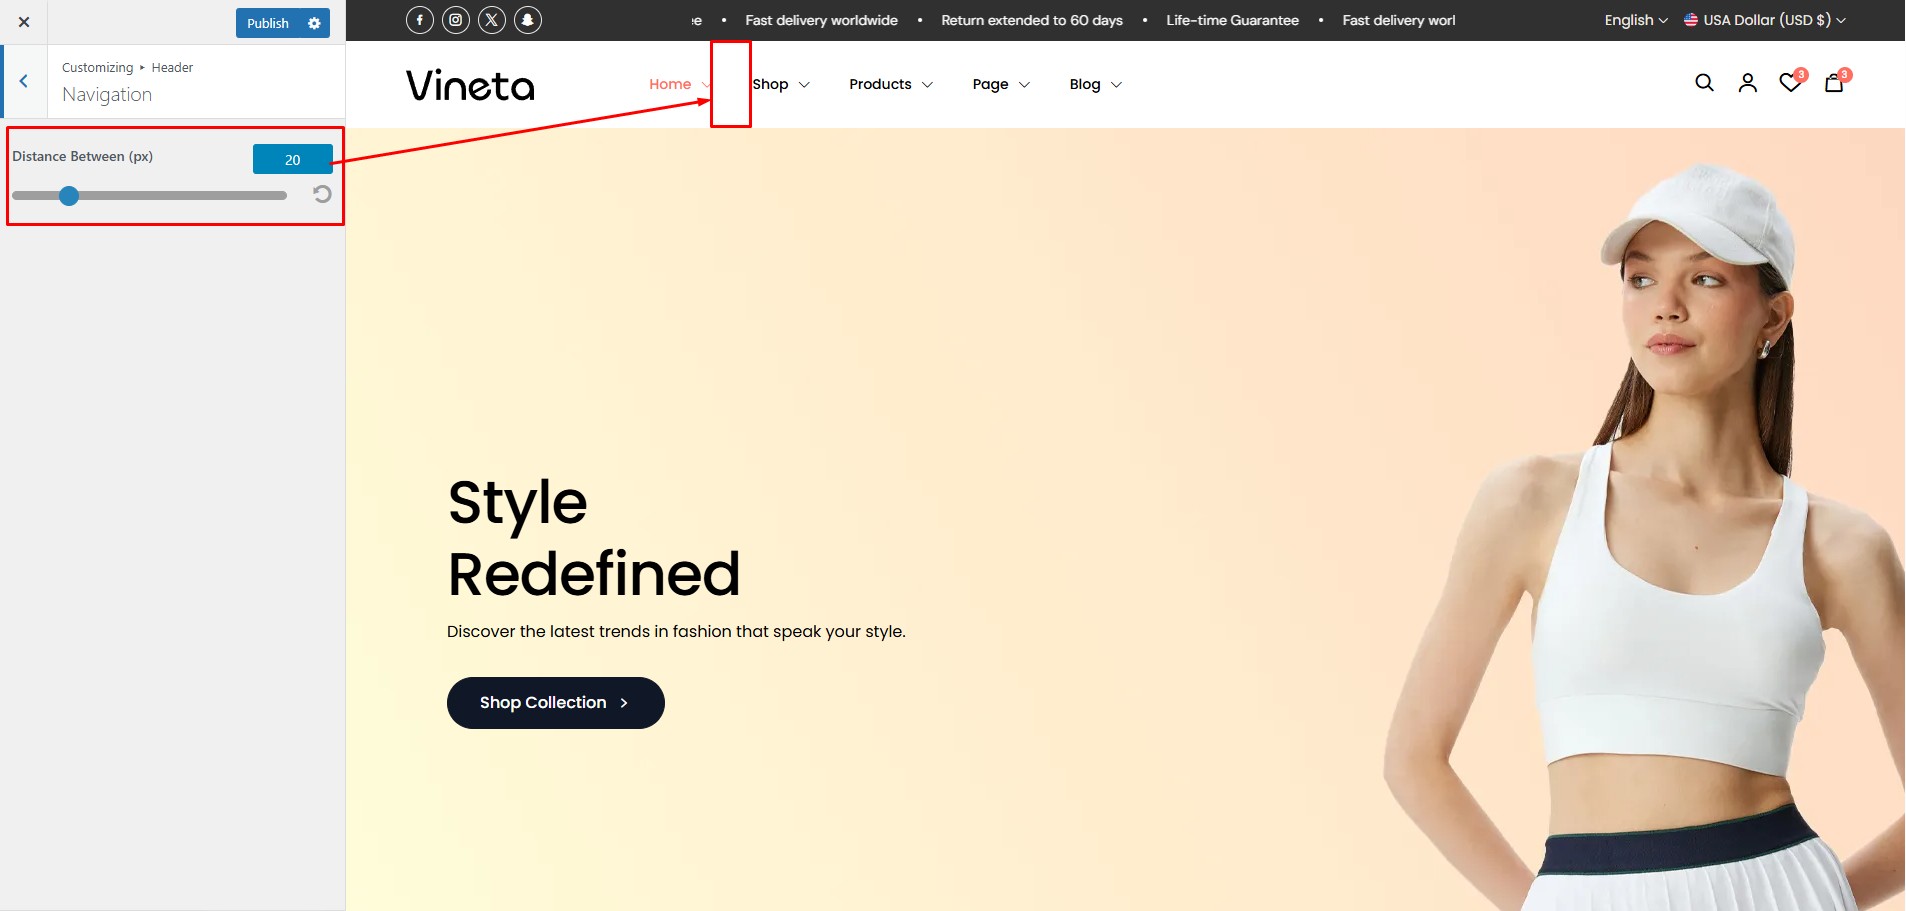 Publish
Customizing ▸ Header
Navigation
Distance Between (px)
20
Fast delivery worldwide • Return extended to 60 days • Life-time Guarantee • Fast delivery
English
USA Dollar (USD $)
Vineta
Home Shop Products Page Blog
3 3
Style
Redefined
Discover the latest trends in fashion that speak your style.
Shop Collection